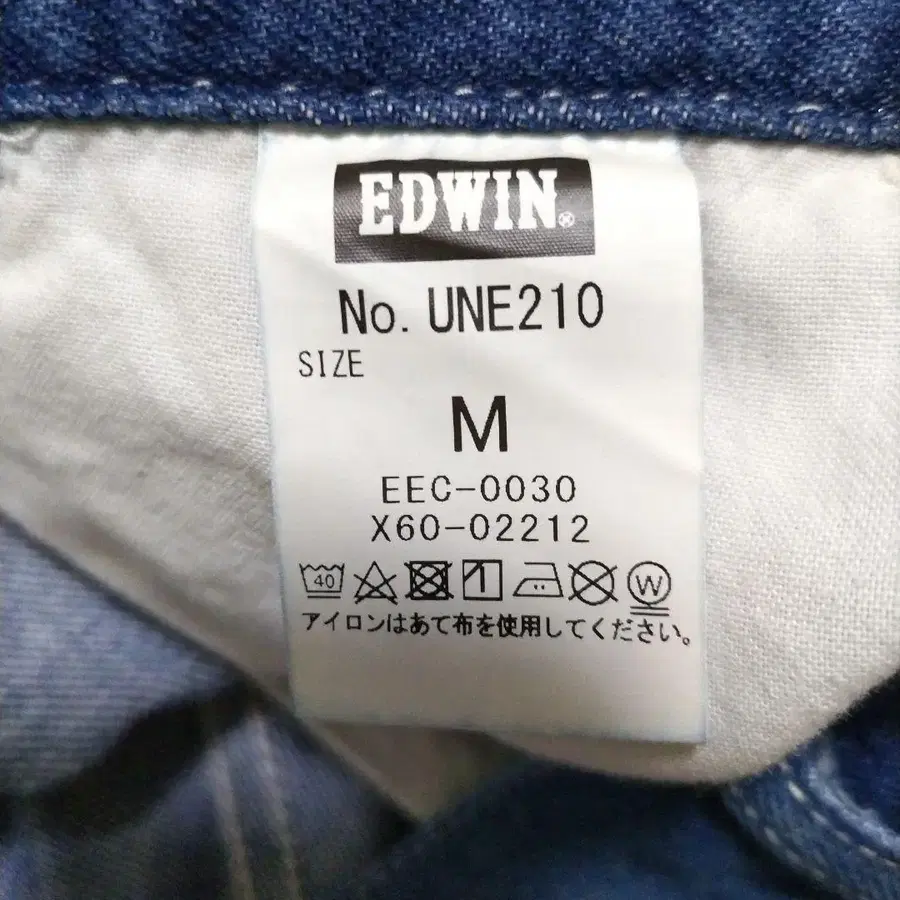 EDWIN®
No. UNE210
SIZE
M
EEC-0030
X60-02212
40 W
アイロンはあて布を使用してください。